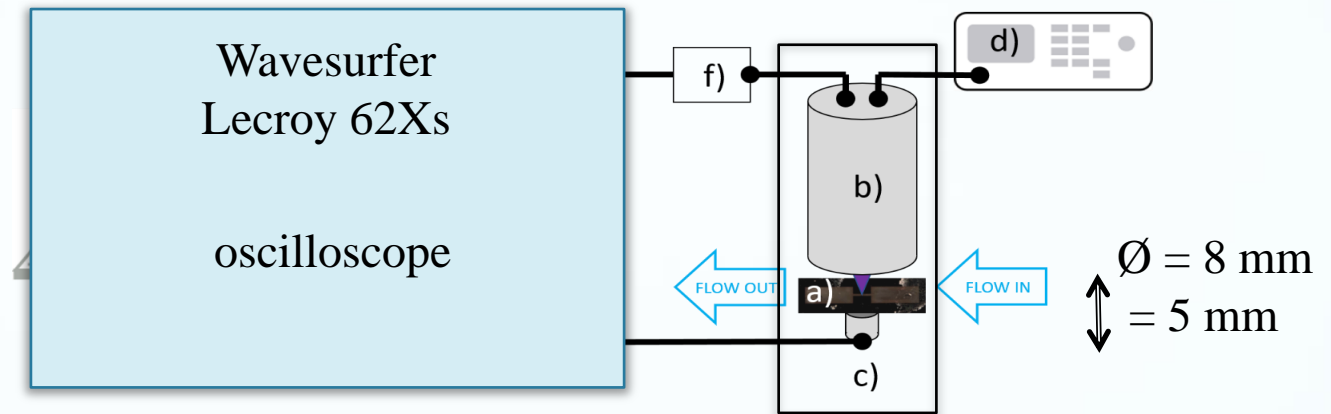 Wavesurfer
Lecroy 62Xs
oscilloscope
f)
d)
b)
a)
FLOW OUT
FLOW IN
c)
Ø = 8 mm
= 5 mm